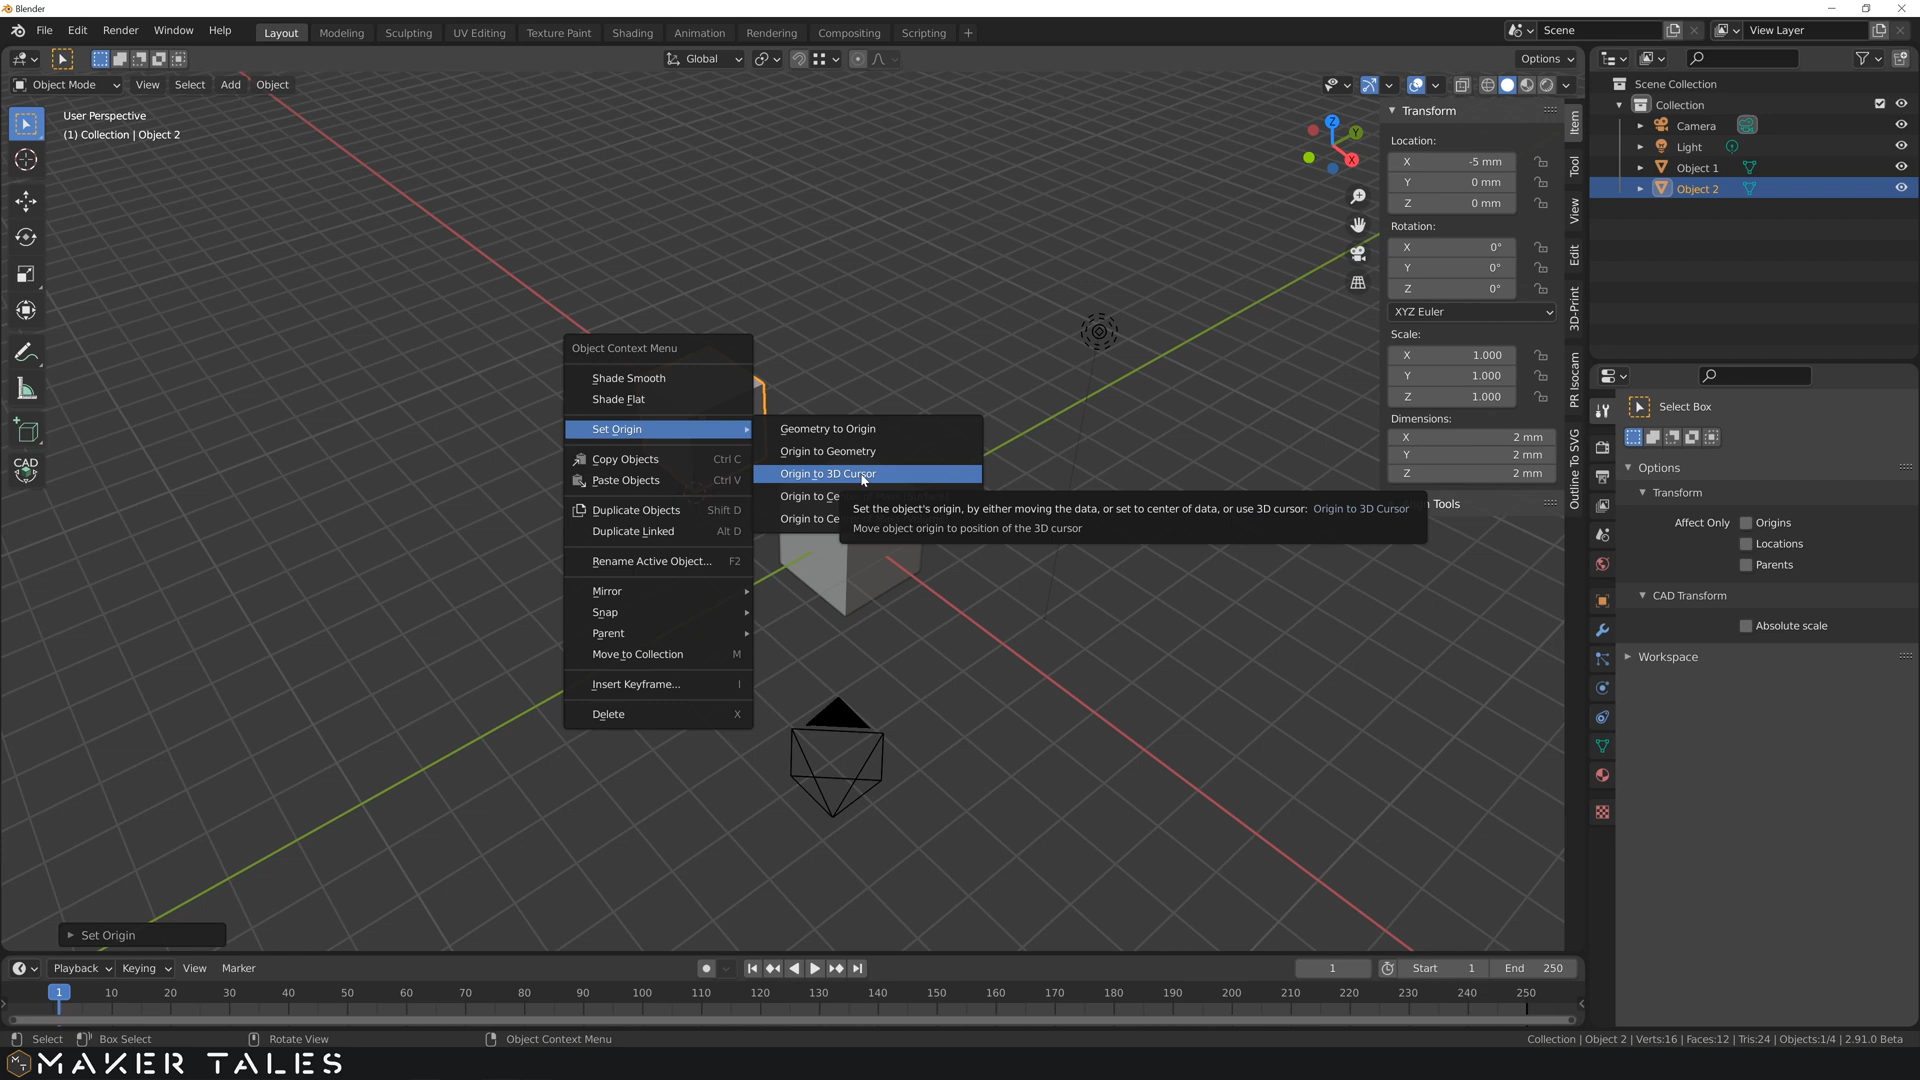 Blender
File Edit Render Window Help
Layout Modeling Sculpting UV Editing Texture Paint Shading Animation Rendering Compositing Scripting +
Scene
View Layer
Global
Options
Object Mode View Select Add Object
User Perspective
(1) Collection | Object 2
CAD
Z
Y
X
Transform
Location:
X -5 mm
Y 0 mm
Z 0 mm
Rotation:
X 0°
Y 0°
Z 0°
XYZ Euler
Scale:
X 1.000
Y 1.000
Z 1.000
Dimensions:
X 2 mm
Y 2 mm
Z 2 mm
Tools
Item
Tool
View
Edit
3D-Print
PR Isocam
Outline To SVG
Object Context Menu
Shade Smooth
Shade Flat
Set Origin
Copy Objects Ctrl C
Paste Objects Ctrl V
Duplicate Objects Shift D
Duplicate Linked Alt D
Rename Active Object... F2
Mirror
Snap
Parent
Move to Collection M
Insert Keyframe... I
Delete X
Geometry to Origin
Origin to Geometry
Origin to 3D Cursor
Origin to Ce
Origin to Ce
Set the object's origin, by either moving the data, or set to center of data, or use 3D cursor: Origin to 3D Cursor
Move object origin to position of the 3D cursor
Set Origin
Scene Collection
Collection
Camera
Light
Object 1
Object 2
Select Box
Options
Transform
Affect Only Origins
Locations
Parents
CAD Transform
Absolute scale
Workspace
Playback Keying View Marker
1 Start 1 End 250
1 10 20 30 40 50 60 70 80 90 100 110 120 130 140 150 160 170 180 190 200 210 220 230 240 250
Select Box Select Rotate View Object Context Menu
Collection | Object 2 | Verts:16 | Faces:12 | Tris:24 | Objects:1/4 | 2.91.0 Beta
MAKER TALES